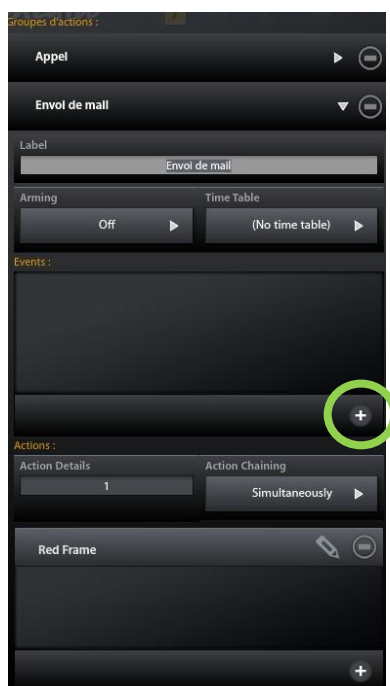 Groupes d'actions :
Appel
Envoi de mail
Label
Envoi de mail
Arming Time Table
Off (No time table)
Events :
Actions :
Action Details Action Chaining
1 Simultaneously
Red Frame